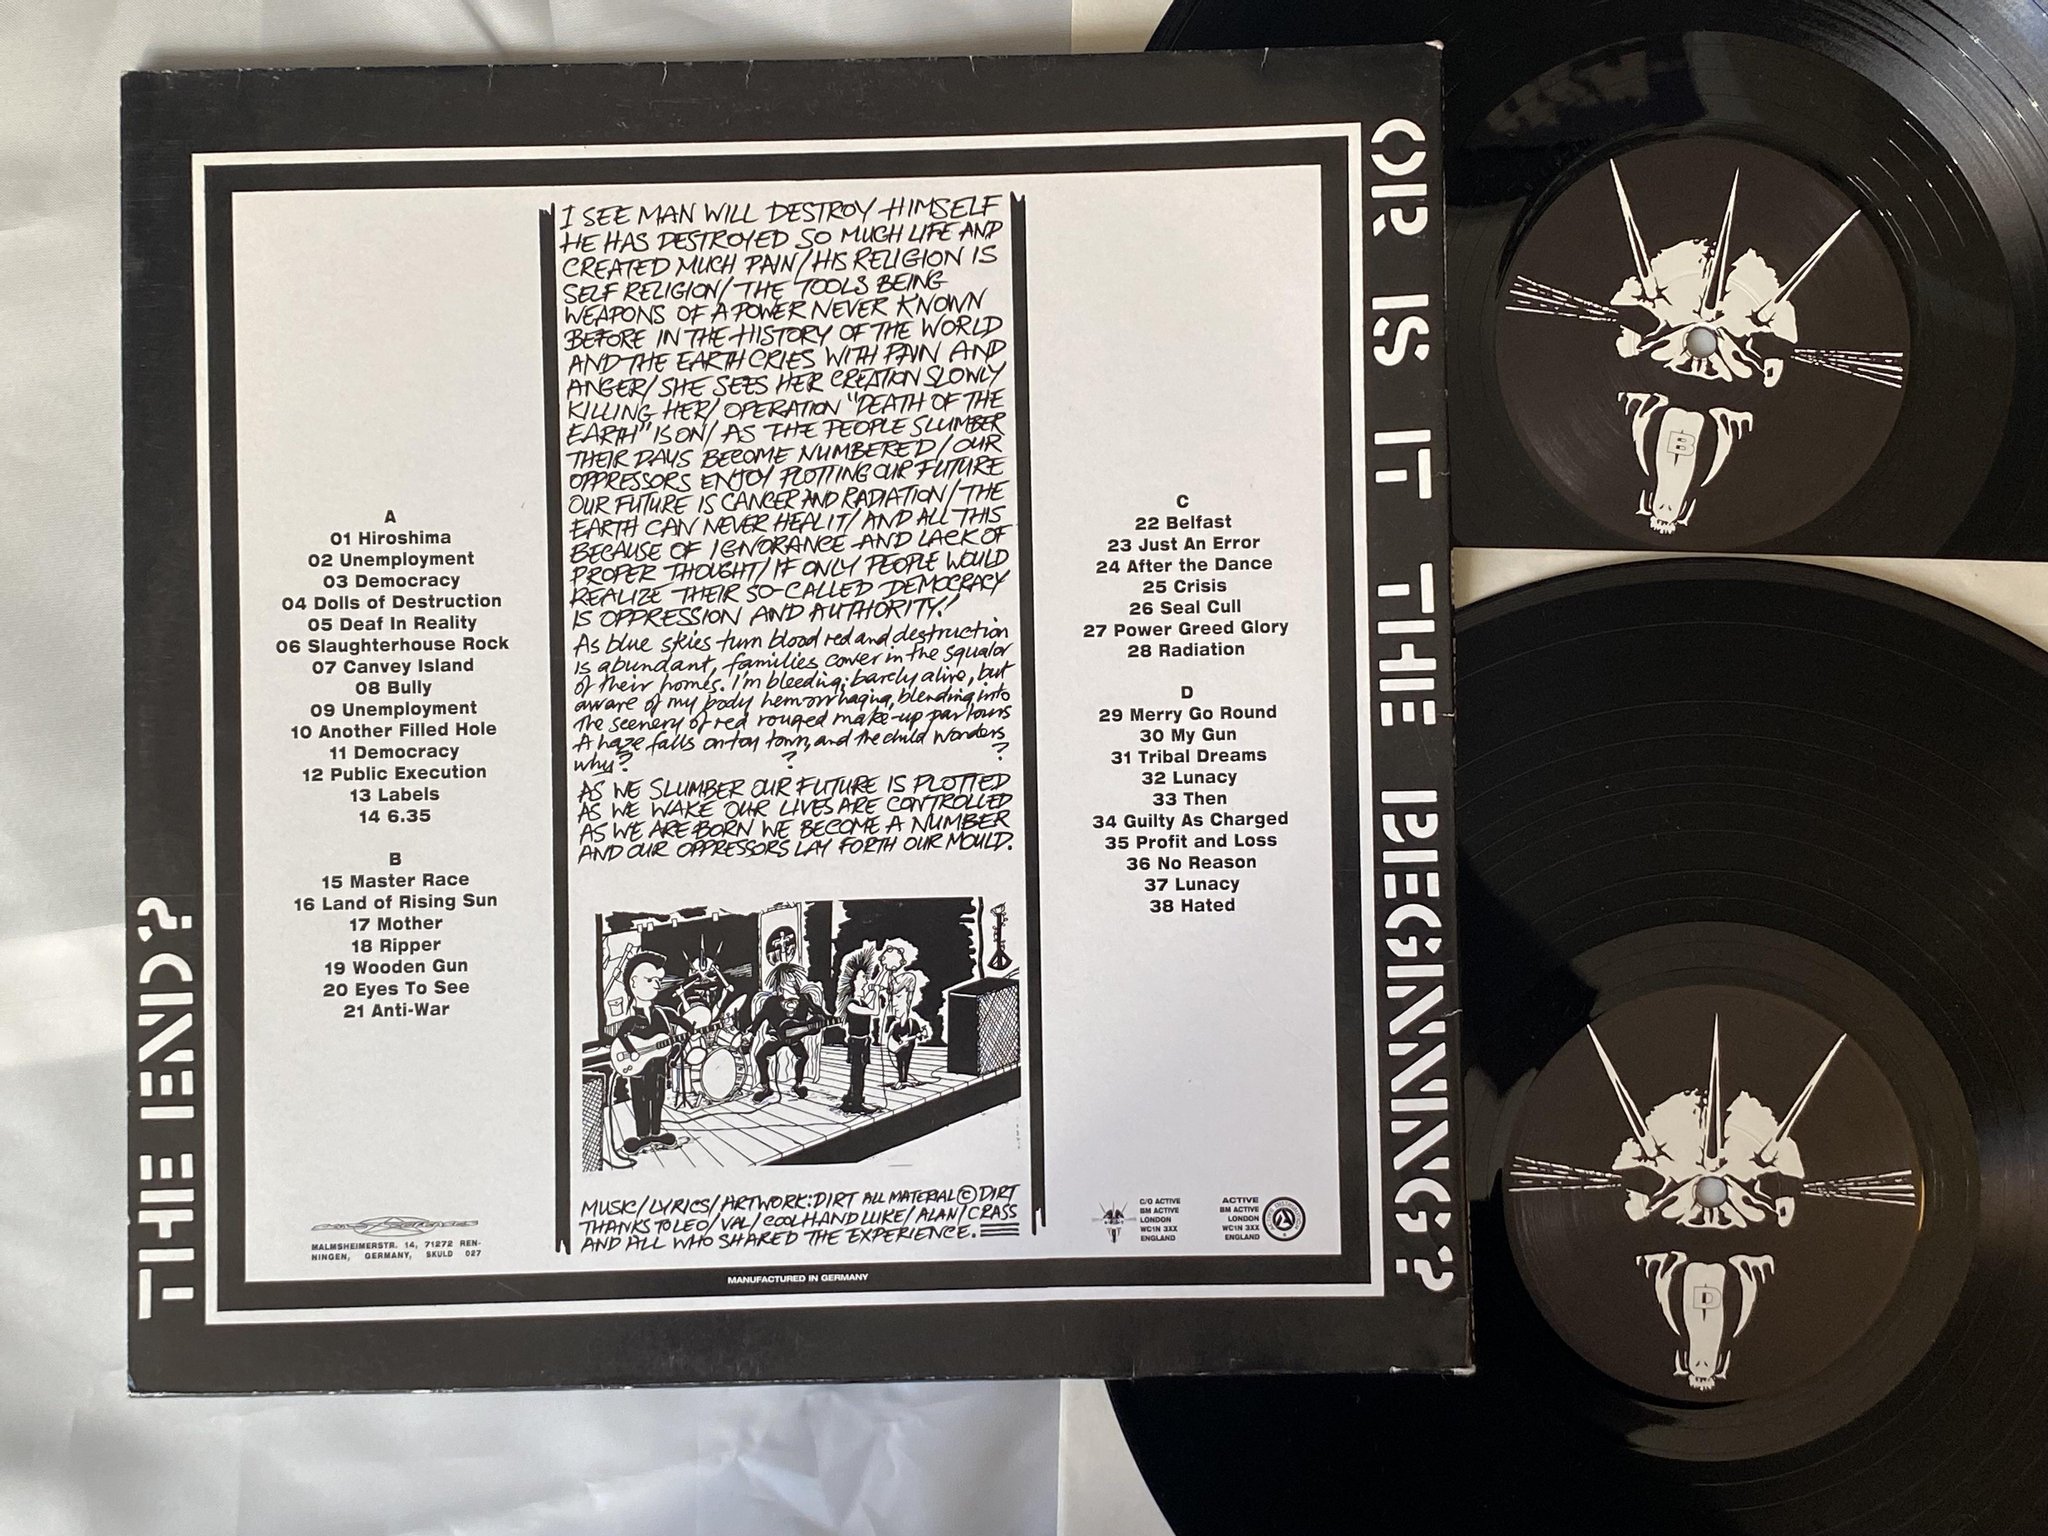 THE END?
OR IS IT THE BEGINNING?
A
01 Hiroshima
02 Unemployment
03 Democracy
04 Dolls of Destruction
05 Deaf In Reality
06 Slaughterhouse Rock
07 Canvey Island
08 Bully
09 Unemployment
10 Another Filled Hole
11 Democracy
12 Public Execution
13 Labels
14 6.35
B
15 Master Race
16 Land of Rising Sun
17 Mother
18 Ripper
19 Wooden Gun
20 Eyes To See
21 Anti-War
I SEE MAN WILL DESTROY HIMSELF
HE HAS DESTROYED SO MUCH LIFE AND
CREATED MUCH PAIN/HIS RELIGION IS
SELF RELIGION/THE TOOLS BEING
WEAPONS OF A POWER NEVER KNOWN
BEFORE IN THE HISTORY OF THE WORLD
AND THE EARTH CRIES WITH PAIN AND
ANGER/SHE SEES HER CREATION SLOWLY
KILLING HER/OPERATION "DEATH OF THE
EARTH" IS ON/AS THE PEOPLE SLUMBER
THEIR DAYS BECOME NUMBERED/OUR
OPPRESSORS ENJOY PLOTTING OUR FUTURE
OUR FUTURE IS CANCER AND RADIATION/THE
EARTH CAN NEVER HEAL IT/AND ALL THIS
BECAUSE OF IGNORANCE AND LACK OF
PROPER THOUGHT/IF ONLY PEOPLE WOULD
REALIZE THEIR SO-CALLED DEMOCRACY
IS OPPRESSION AND AUTHORITY!
As blue skies turn blood red and destruction
is abundant, families cower in the squalor
of their homes. I'm bleeding: barely alive, but
aware of my body hemorrhaging, blending into
the scenery of red rouged make-up parlours
A haze falls on toy town, and the child wonders
why? ? ?
AS WE SLUMBER OUR FUTURE IS PLOTTED
AS WE WAKE OUR LIVES ARE CONTROLLED
AS WE ARE BORN WE BECOME A NUMBER
AND OUR OPPRESSORS LAY FORTH OUR MOULD.
MUSIC/LYRICS/ARTWORK:DIRT ALL MATERIAL © DIRT
THANKS TO LEO/VAL/COOLHAND LUKE/ALAN/CRASS
AND ALL WHO SHARED THE EXPERIENCE.
C
22 Belfast
23 Just An Error
24 After the Dance
25 Crisis
26 Seal Cull
27 Power Greed Glory
28 Radiation
D
29 Merry Go Round
30 My Gun
31 Tribal Dreams
32 Lunacy
33 Then
34 Guilty As Charged
35 Profit and Loss
36 No Reason
37 Lunacy
38 Hated
MALMSHEIMERSTR. 14, 71272 REN-
NINGEN, GERMANY, SKULD 027
C/O ACTIVE
BM ACTIVE
LONDON
WC1N 3XX
ENGLAND
ACTIVE
BM ACTIVE
LONDON
WC1N 3XX
ENGLAND
MANUFACTURED IN GERMANY
B
D